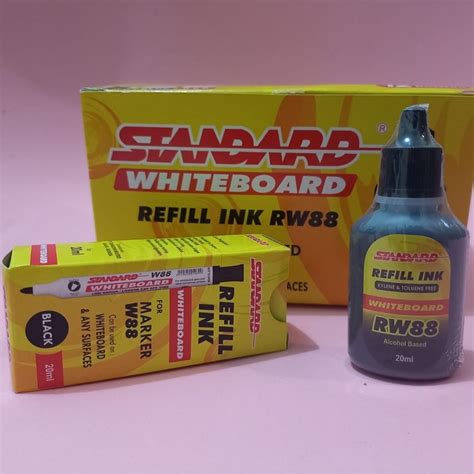 STANDARD ®
WHITEBOARD
REFILL INK RW88
STANDARD
REFILL INK
XYLENE & TOLUENE FREE
WHITEBOARD
RW88
Alcohol Based
20ml
20ml
STANDARD W88
WHITEBOARD
BLACK
20ml
STANDARD
REFILL
INK
WHITEBOARD
FOR
MARKER
W88
Can be used on
WHITEBOARD
& ANY SURFACES